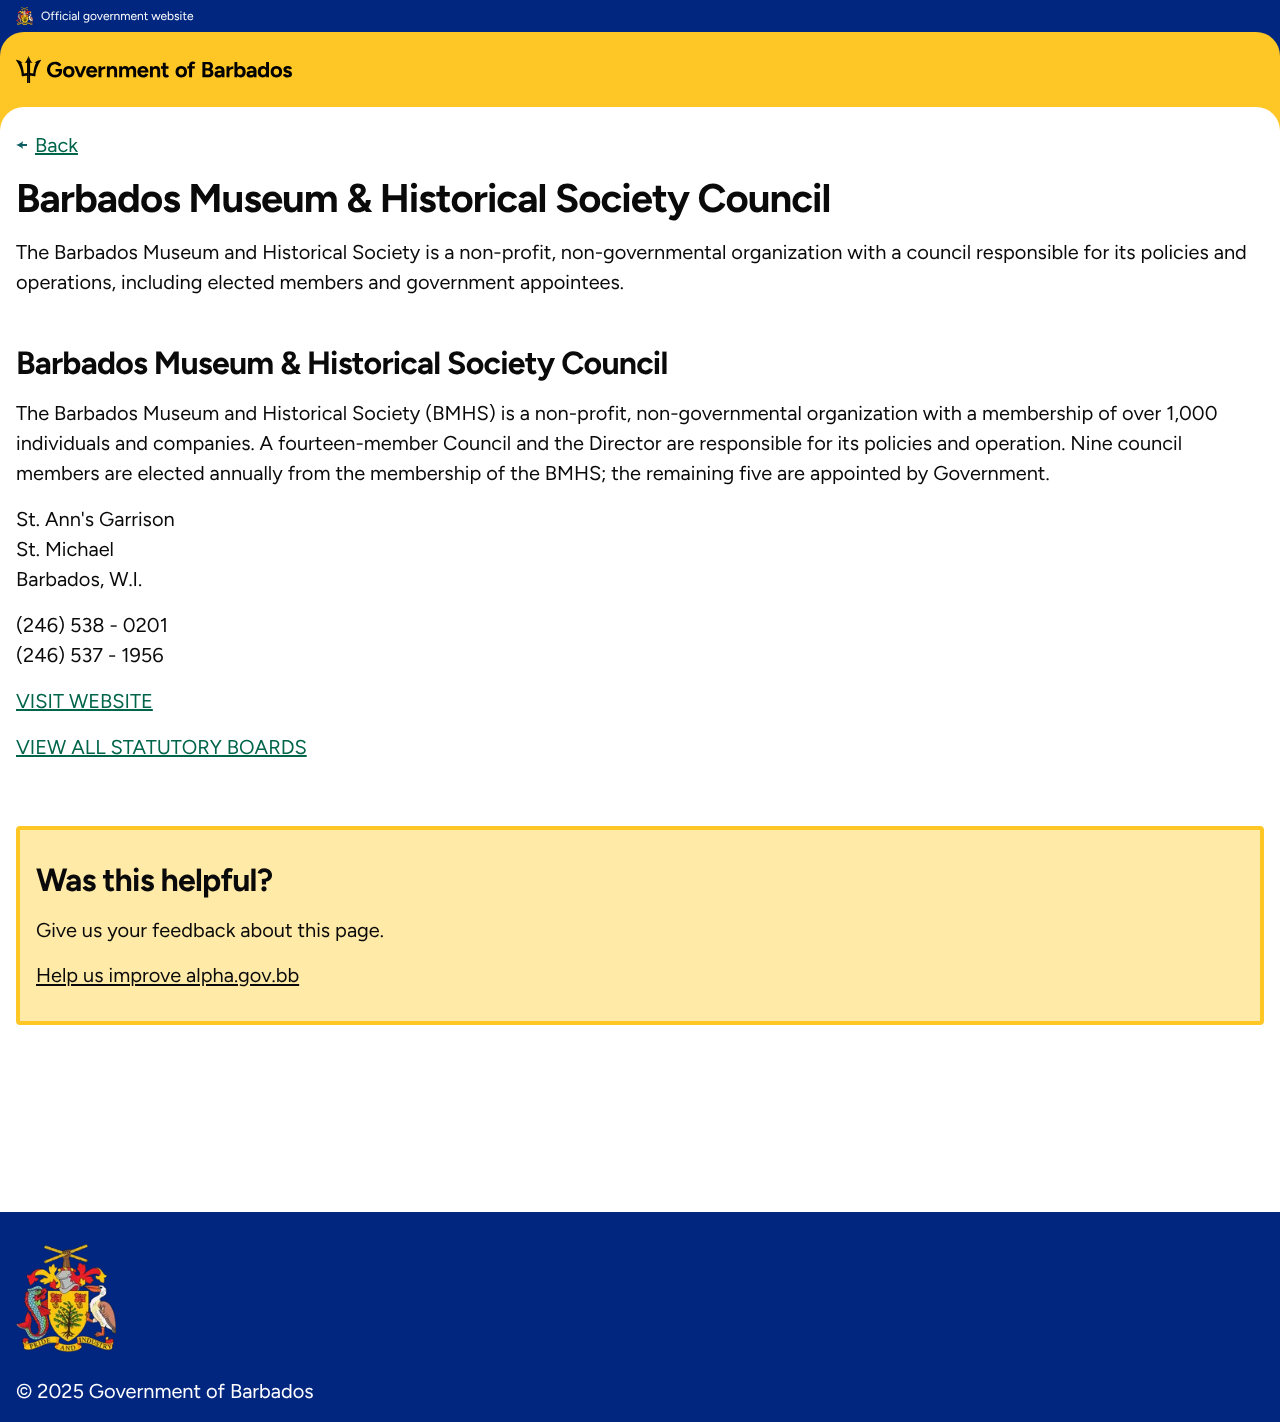 Official government website
Government of Barbados
Back
Barbados Museum & Historical Society Council
The Barbados Museum and Historical Society is a non-profit, non-governmental organization with a council responsible for its policies and
operations, including elected members and government appointees.
Barbados Museum & Historical Society Council
The Barbados Museum and Historical Society (BMHS) is a non-profit, non-governmental organization with a membership of over 1,000
individuals and companies. A fourteen-member Council and the Director are responsible for its policies and operation. Nine council
members are elected annually from the membership of the BMHS; the remaining five are appointed by Government.
St. Ann's Garrison
St. Michael
Barbados, W.I.
(246) 538 - 0201
(246) 537 - 1956
VISIT WEBSITE
VIEW ALL STATUTORY BOARDS
Was this helpful?
Give us your feedback about this page.
Help us improve alpha.gov.bb
PRIDE AND INDUSTRY
© 2025 Government of Barbados